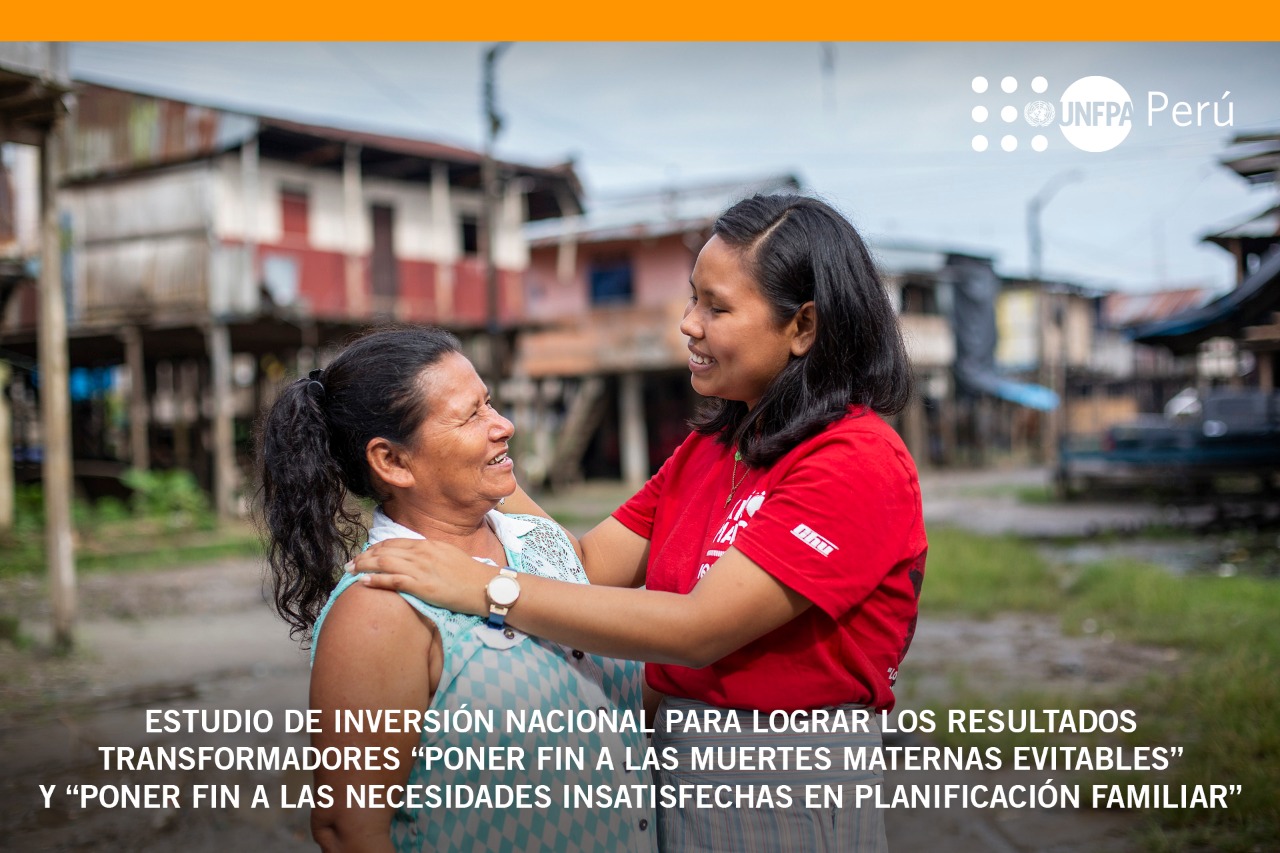 UNFPA Perú
ESTUDIO DE INVERSIÓN NACIONAL PARA LOGRAR LOS RESULTADOS
TRANSFORMADORES “PONER FIN A LAS MUERTES MATERNAS EVITABLES”
Y “PONER FIN A LAS NECESIDADES INSATISFECHAS EN PLANIFICACIÓN FAMILIAR”